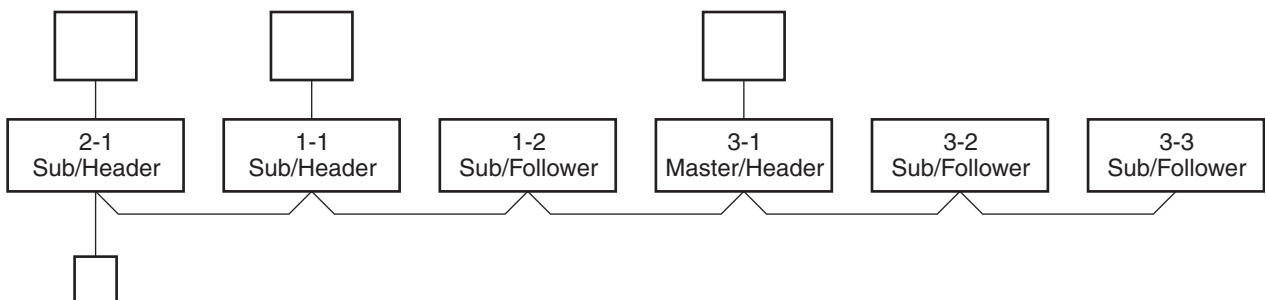 2-1
Sub/Header
1-1
Sub/Header
1-2
Sub/Follower
3-1
Master/Header
3-2
Sub/Follower
3-3
Sub/Follower